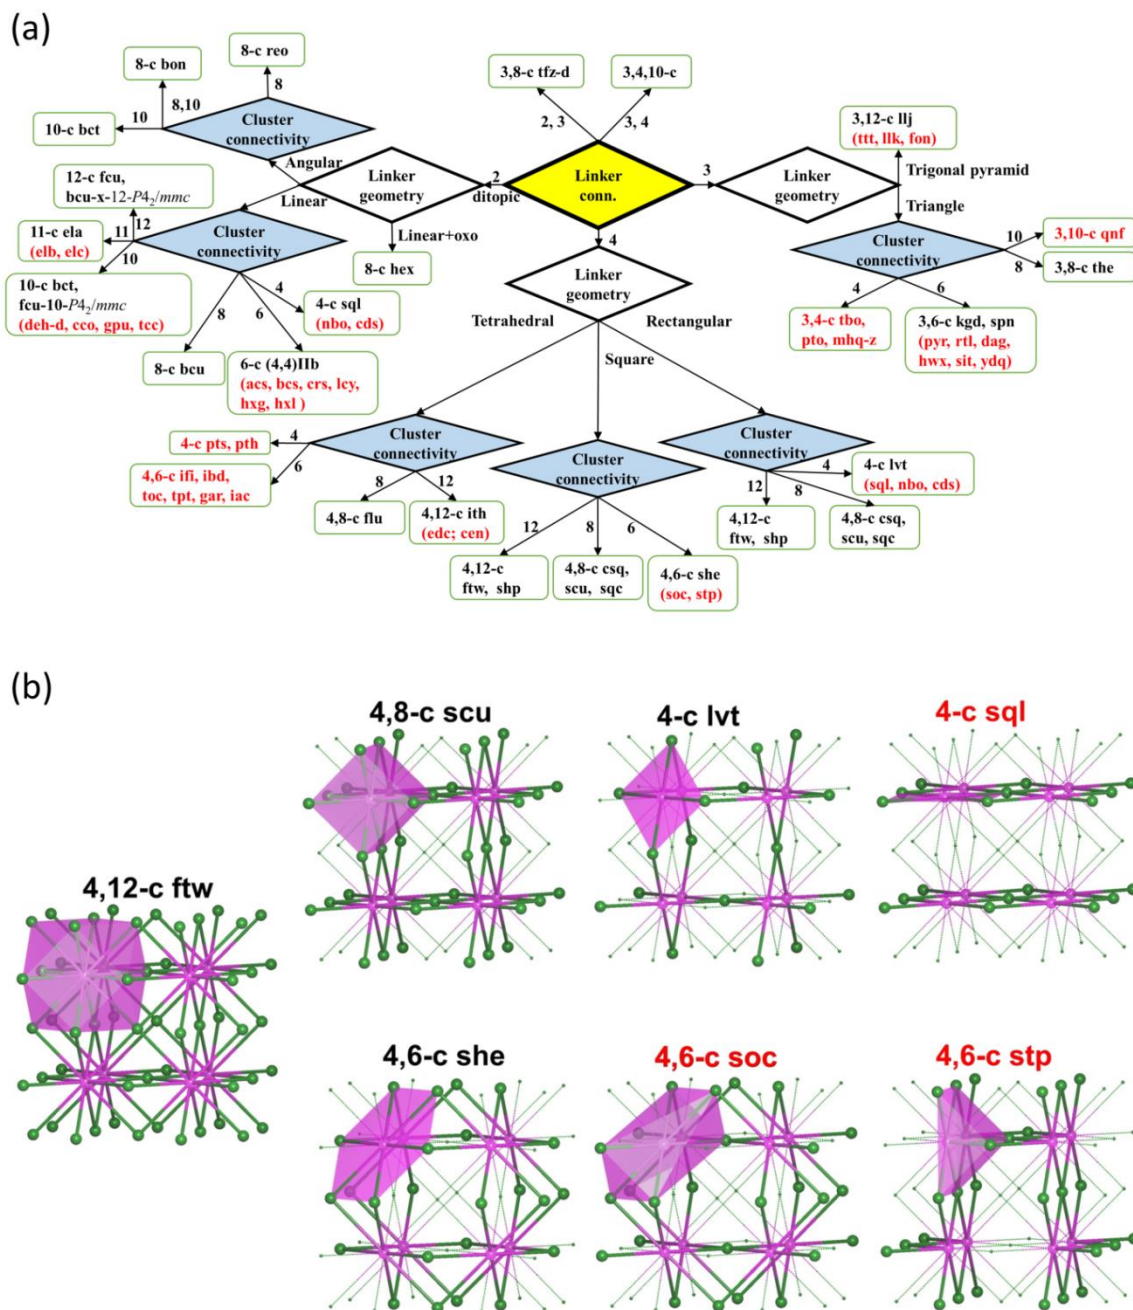 (a)
8-c reo
8-c bon
8
8,10
10
10-c bct
Cluster
connectivity
3,8-c tfz-d
3,4,10-c
2, 3
3, 4
3,12-c llj
(ttt, llk, fon)
Angular
12-c fcu,
bcu-x-12-P4₂/mmc
Linker
geometry
2
ditopic
Linker
conn.
3
Linker
geometry
Trigonal pyramid
Triangle
Linear
12
11
10
11-c ela
(elb, elc)
Cluster
connectivity
Linear+oxo
8-c hex
4
Linker
geometry
Cluster
connectivity
10
8
3,10-c qnf
3,8-c the
10-c bct,
fcu-10-P4₂/mmc
(deh-d, cco, gpu, tcc)
8
6
4
4-c sql
(nbo, cds)
8-c bcu
6-c (4,4)IIb
(acs, bcs, crs, lcy,
hxg, hxl )
Tetrahedral
Square
Rectangular
4
6
3,4-c tbo,
pto, mhq-z
3,6-c kgd, spn
(pyr, rtl, dag,
hwx, sit, ydq)
4-c pts, pth
4
6
4,6-c ifi, ibd,
toc, tpt, gar, iac
Cluster
connectivity
8
12
4,8-c flu
4,12-c ith
(edc; cen)
Cluster
connectivity
12
8
6
4,12-c
ftw, shp
4,8-c csq,
scu, sqc
4,6-c she
(soc, stp)
Cluster
connectivity
4
12
8
4-c lvt
(sql, nbo, cds)
4,12-c
ftw, shp
4,8-c csq,
scu, sqc
(b)
4,8-c scu
4-c lvt
4-c sql
4,12-c ftw
4,6-c she
4,6-c soc
4,6-c stp